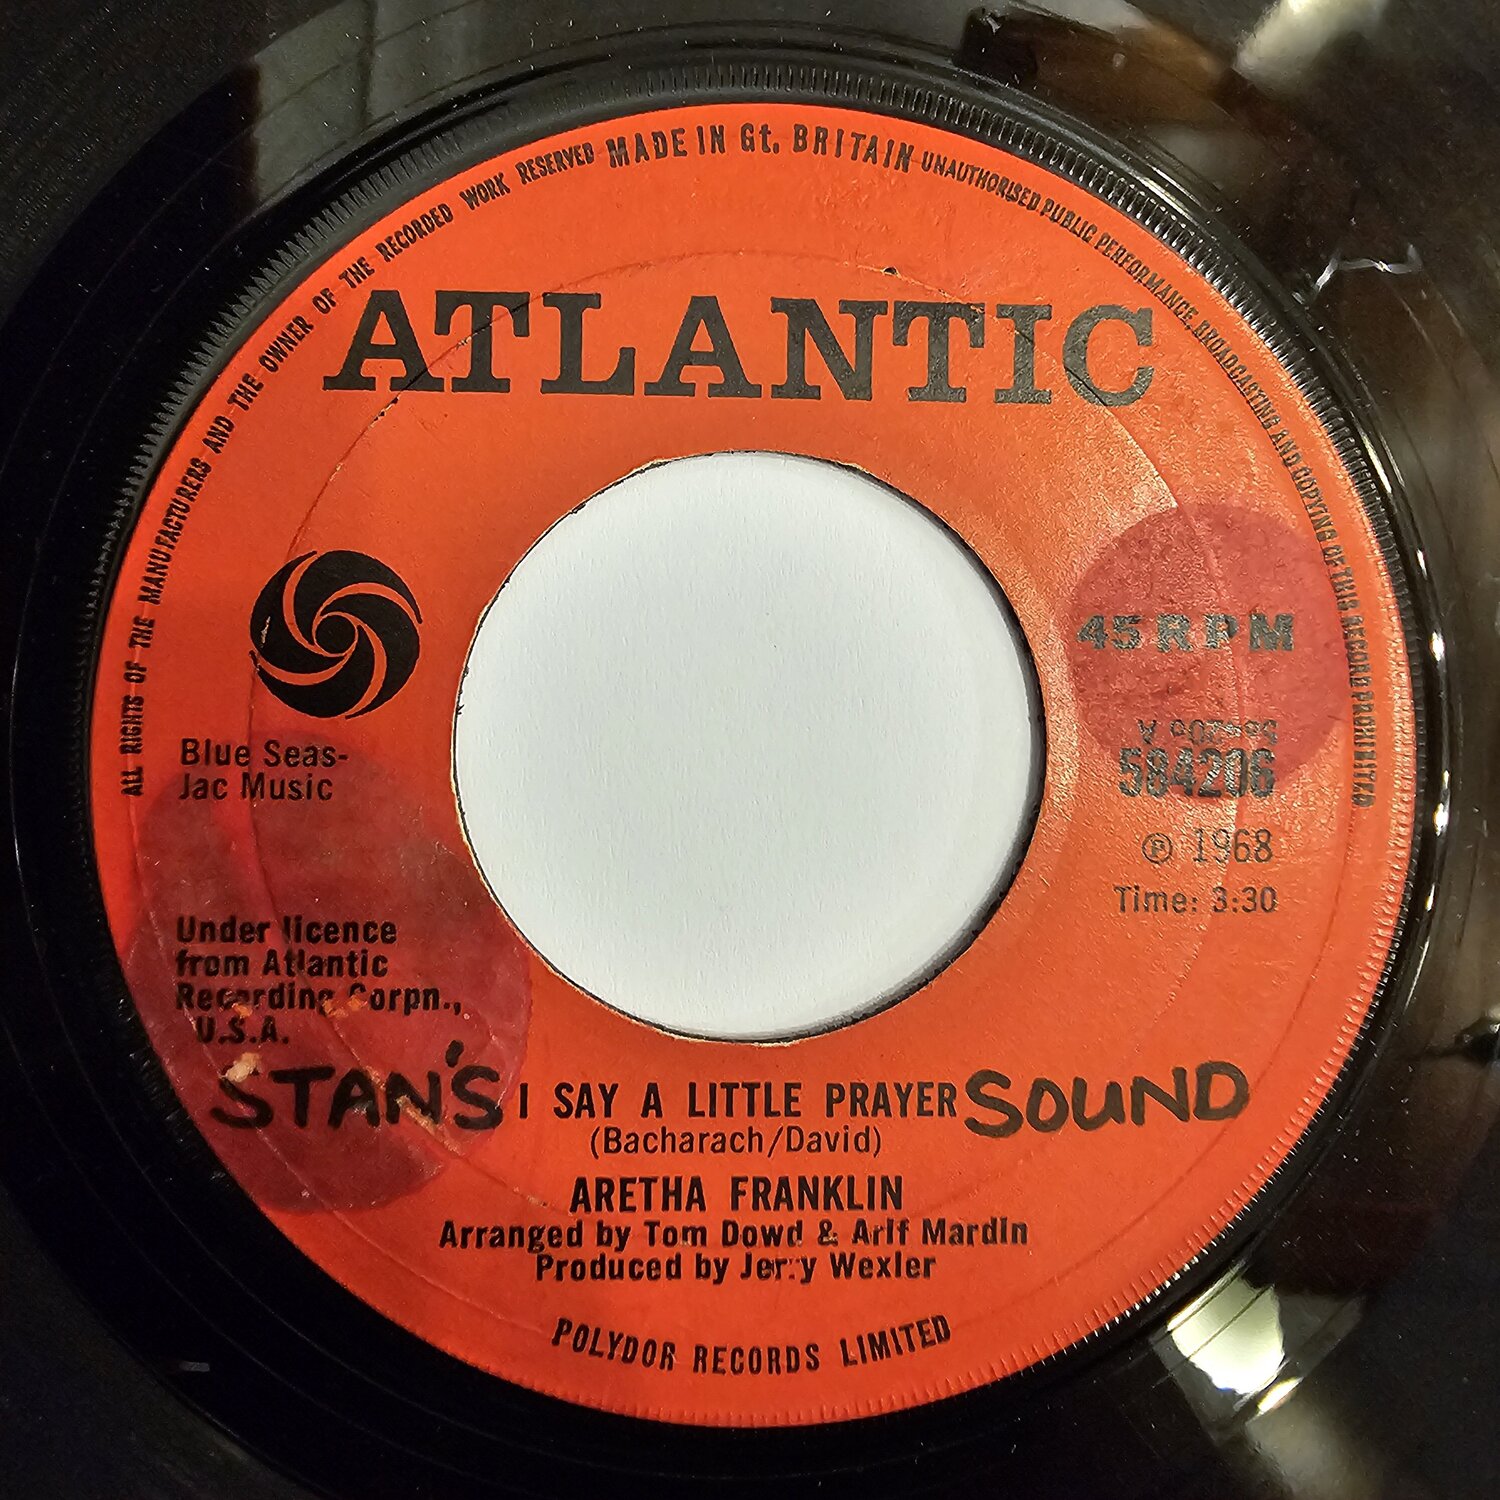 ALL RIGHTS OF THE MANUFACTURERS AND THE OWNER OF THE RECORDED WORK RESERVED MADE IN Gt. BRITAIN UNAUTHORISED PUBLIC PERFORMANCE, BROADCASTING AND COPYING OF THIS RECORD PROHIBITED
ATLANTIC
45 RPM
Blue Seas-
Jac Music
584206 A
584206
℗ 1968
Time: 3:30
Under licence
from Atlantic
Recording Corpn.,
U.S.A.
STAN'S I SAY A LITTLE PRAYER SOUND
(Bacharach/David)
ARETHA FRANKLIN
Arranged by Tom Dowd & Arif Mardin
Produced by Jerry Wexler
POLYDOR RECORDS LIMITED